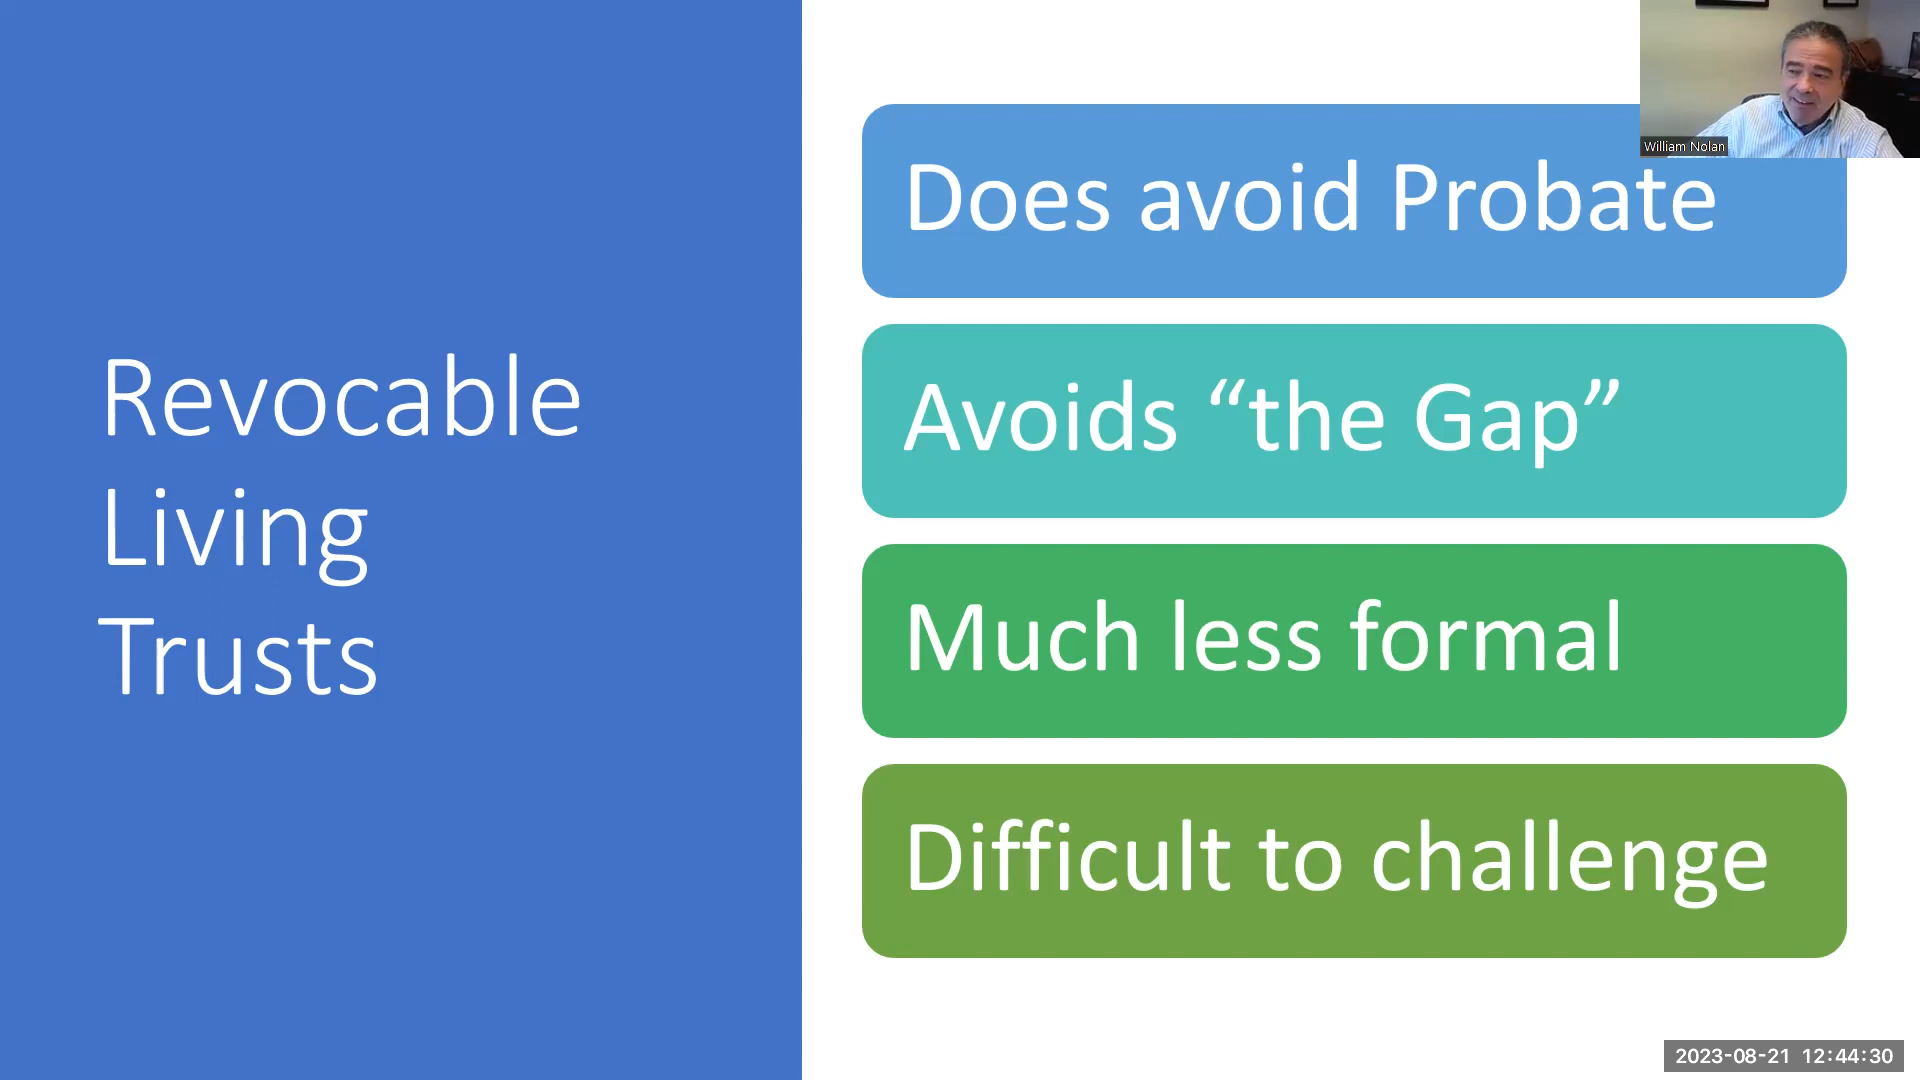 Revocable
Living
Trusts
William Nolan
Does avoid Probate
Avoids “the Gap”
Much less formal
Difficult to challenge
2023-08-21 12:44:30